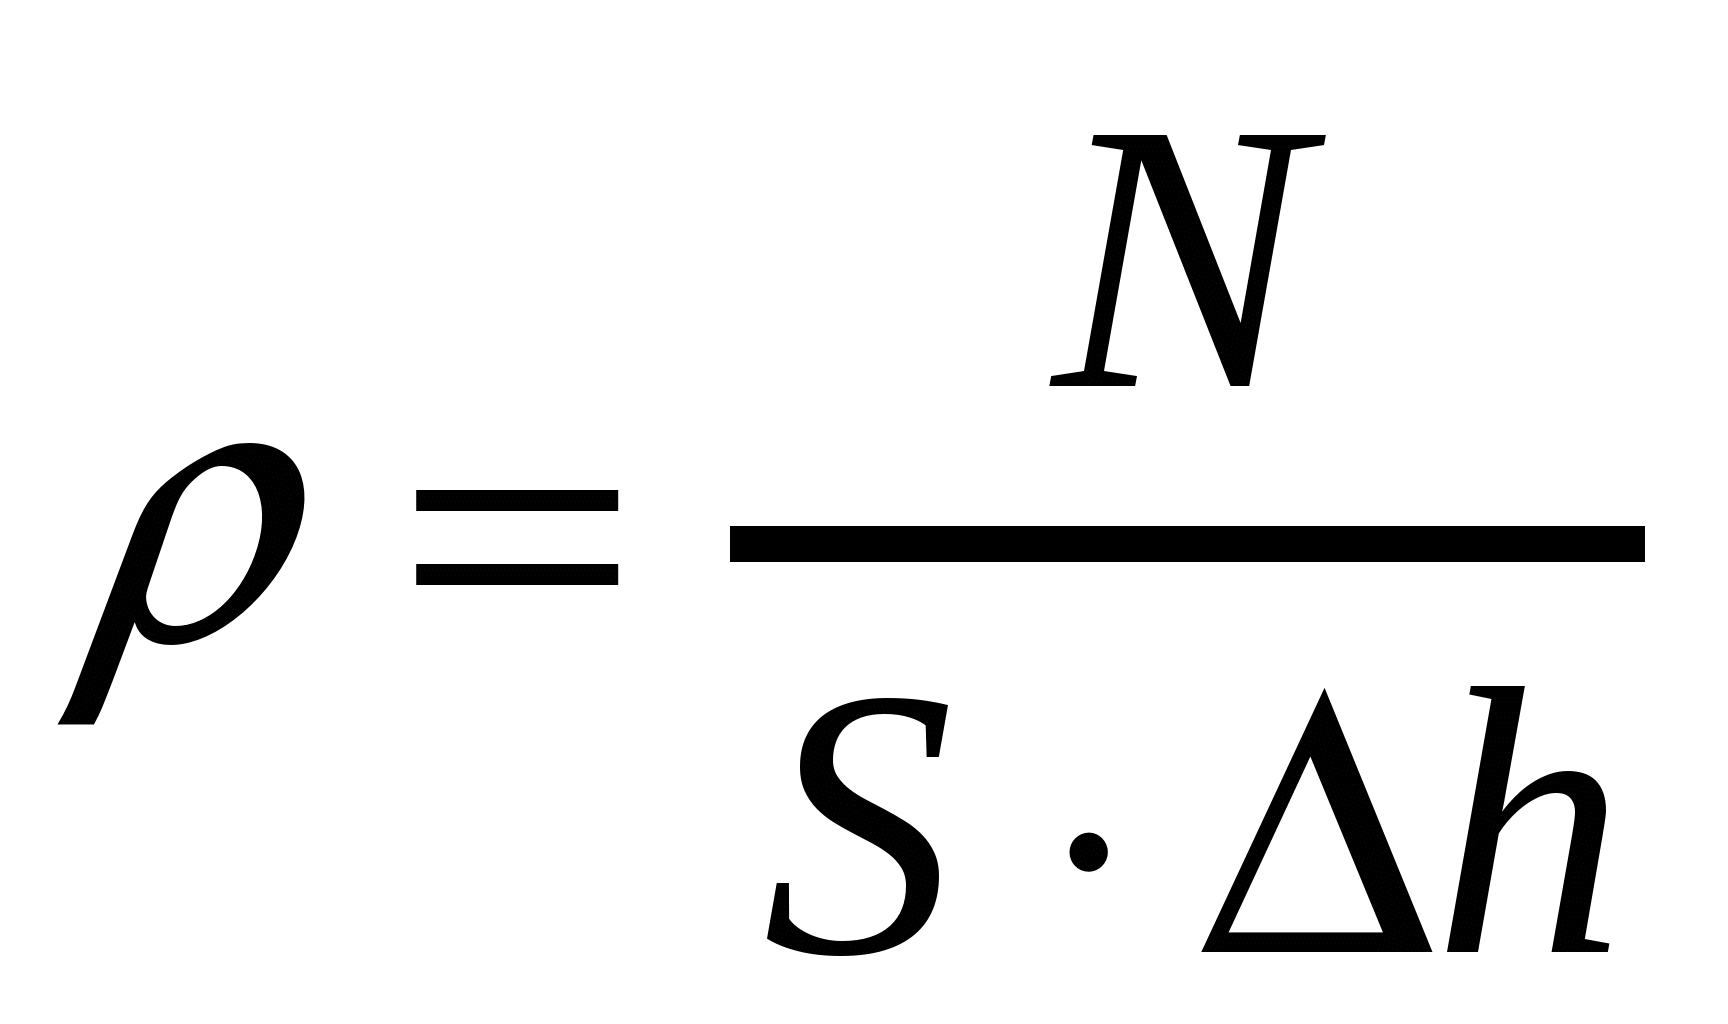 ρ = N / (S · Δh)